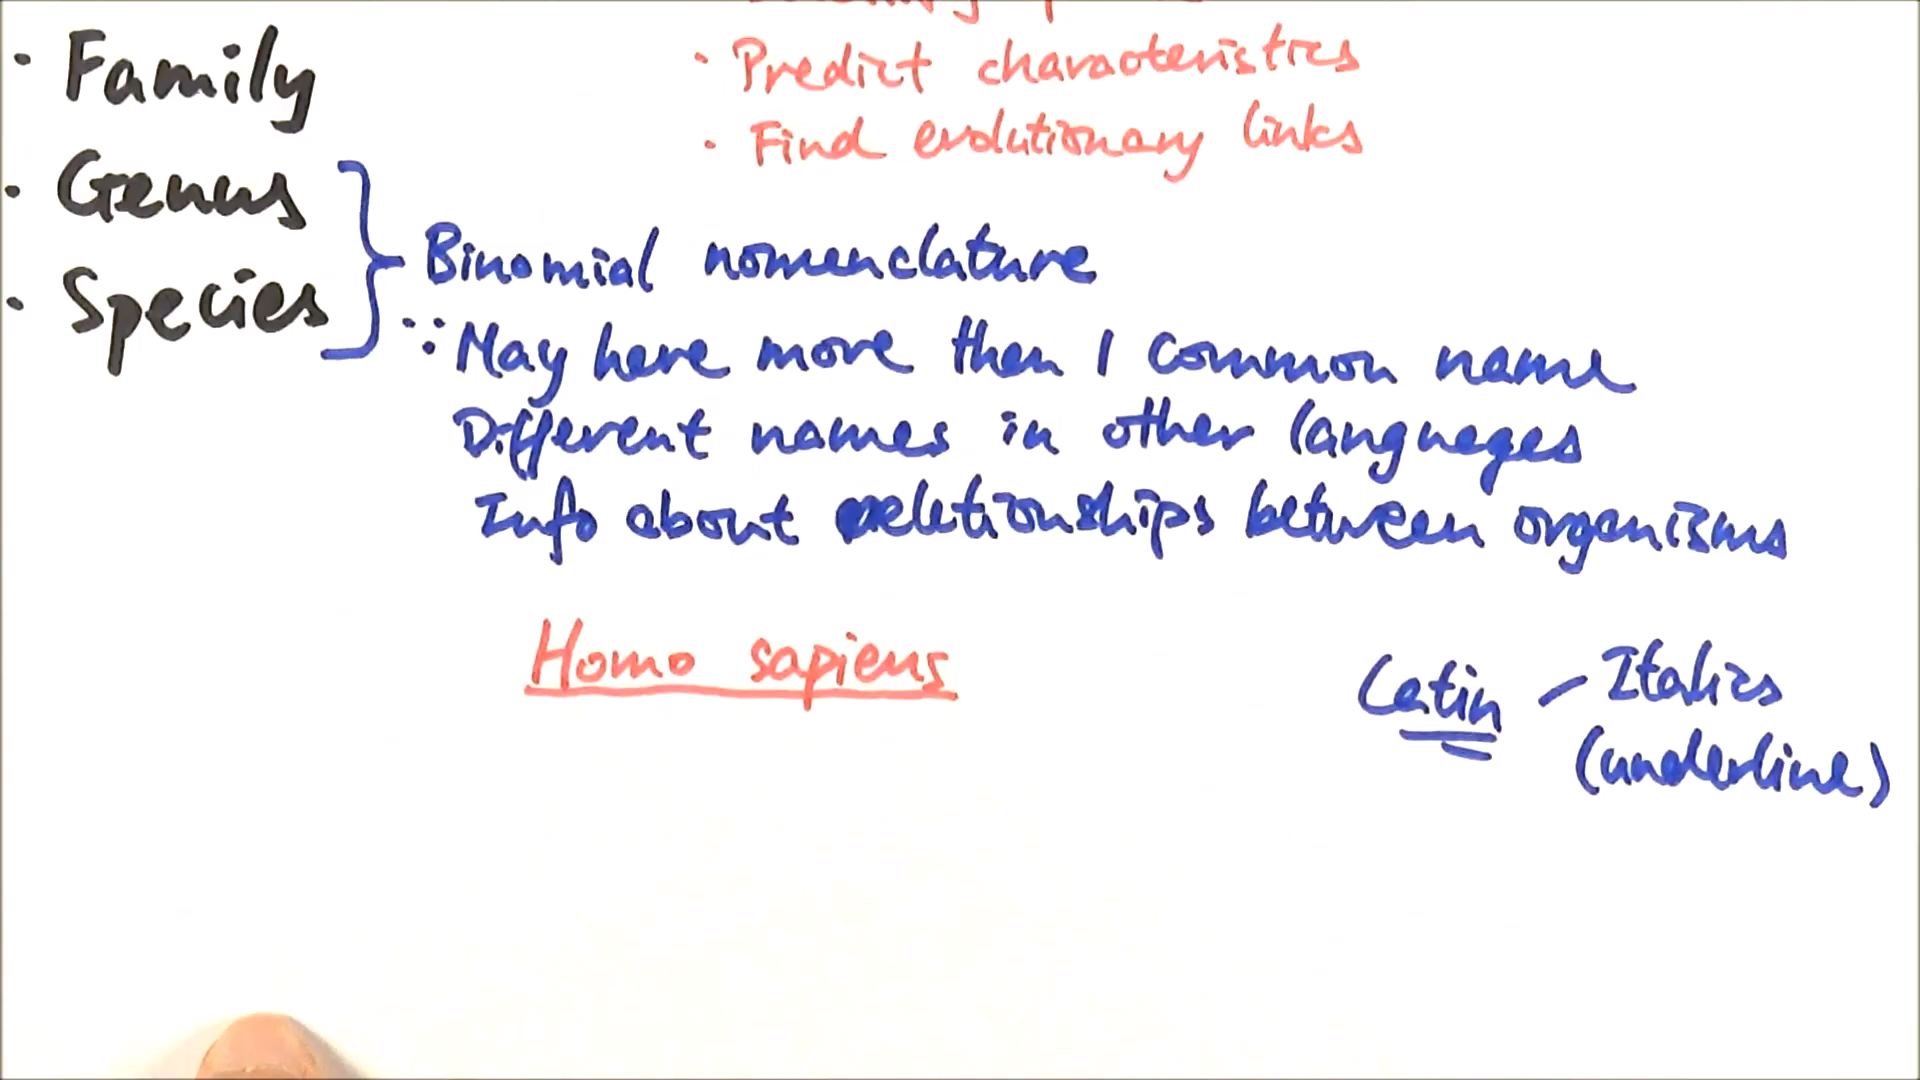 · Family
· Genus
· Species
· Predict characteristics
· Find evolutionary links
Binomial nomenclature
∵ May have more than 1 common name
Different names in other languages
Info about relationships between organisms
Homo sapiens
Latin – Italics
(underline)